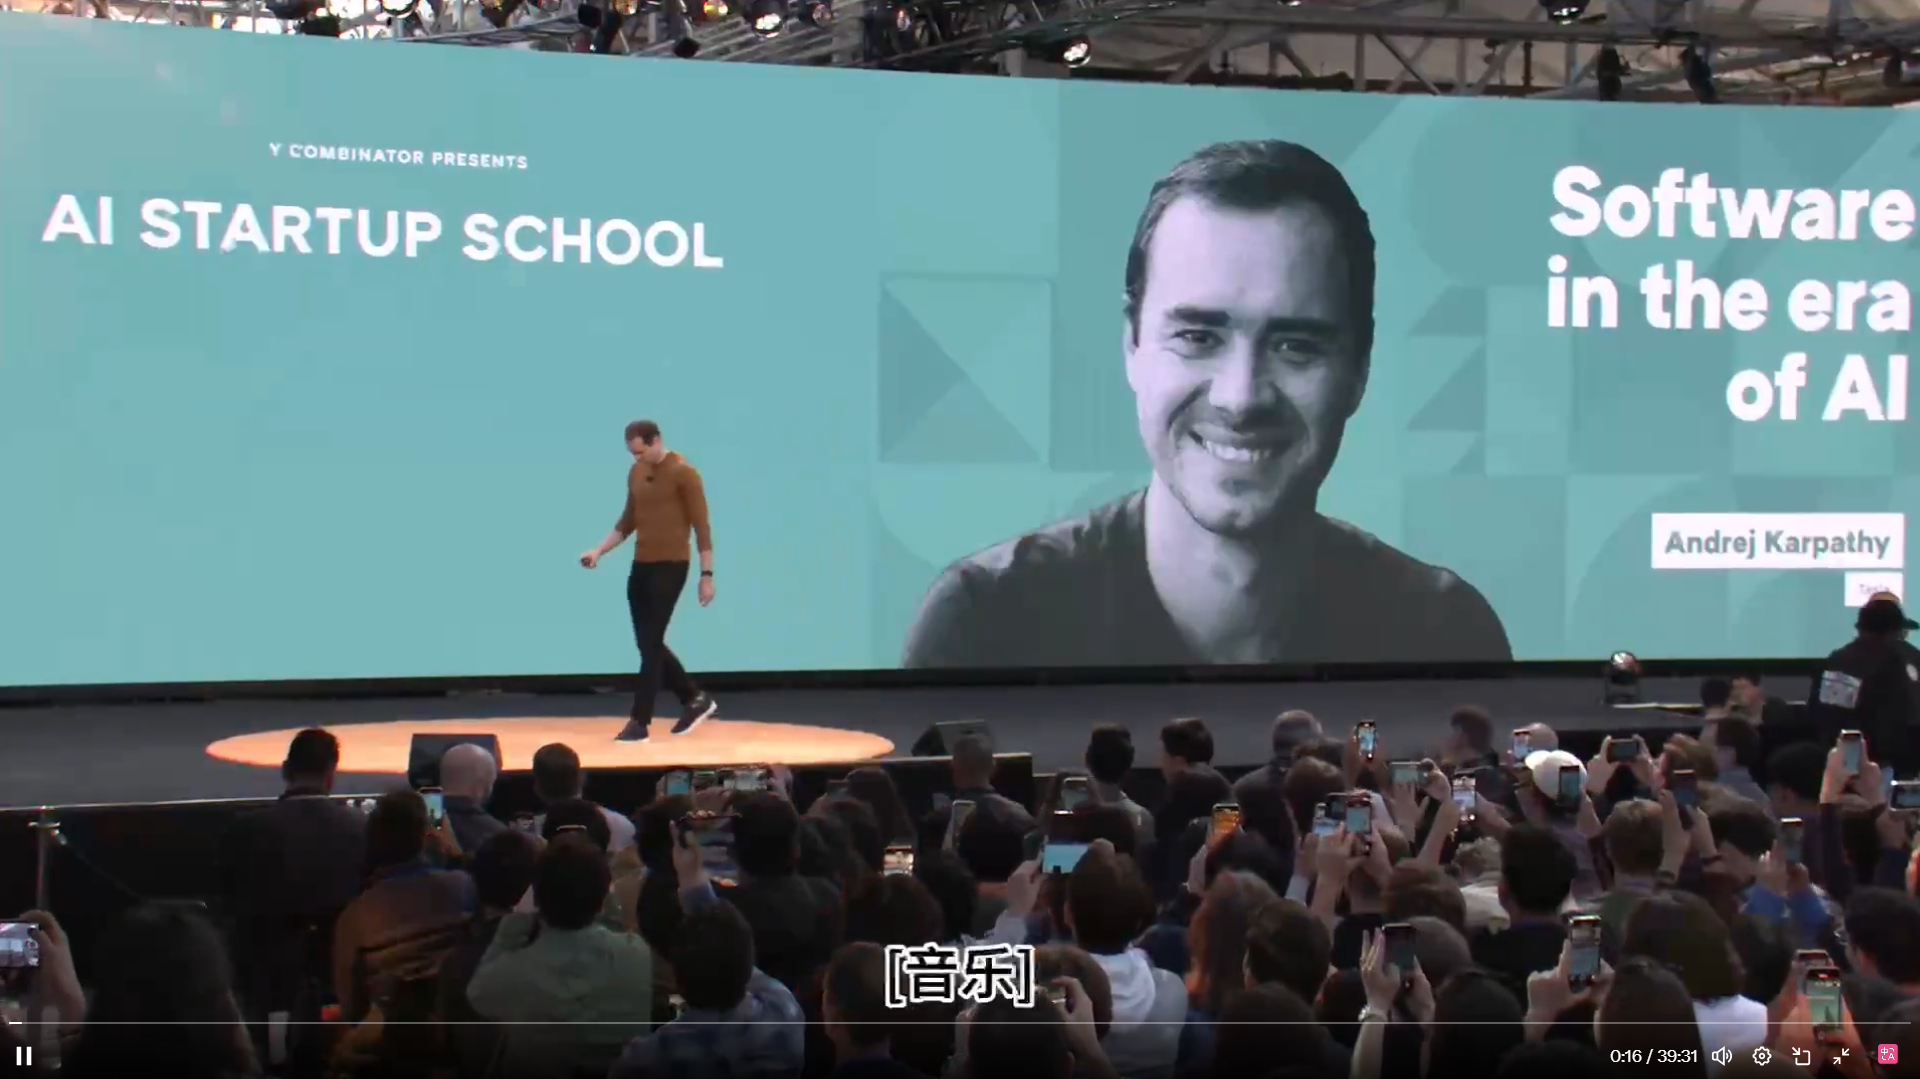 Y COMBINATOR PRESENTS
AI STARTUP SCHOOL
Software
in the era
of AI
Andrej Karpathy
[音乐]
0:16 / 39:31